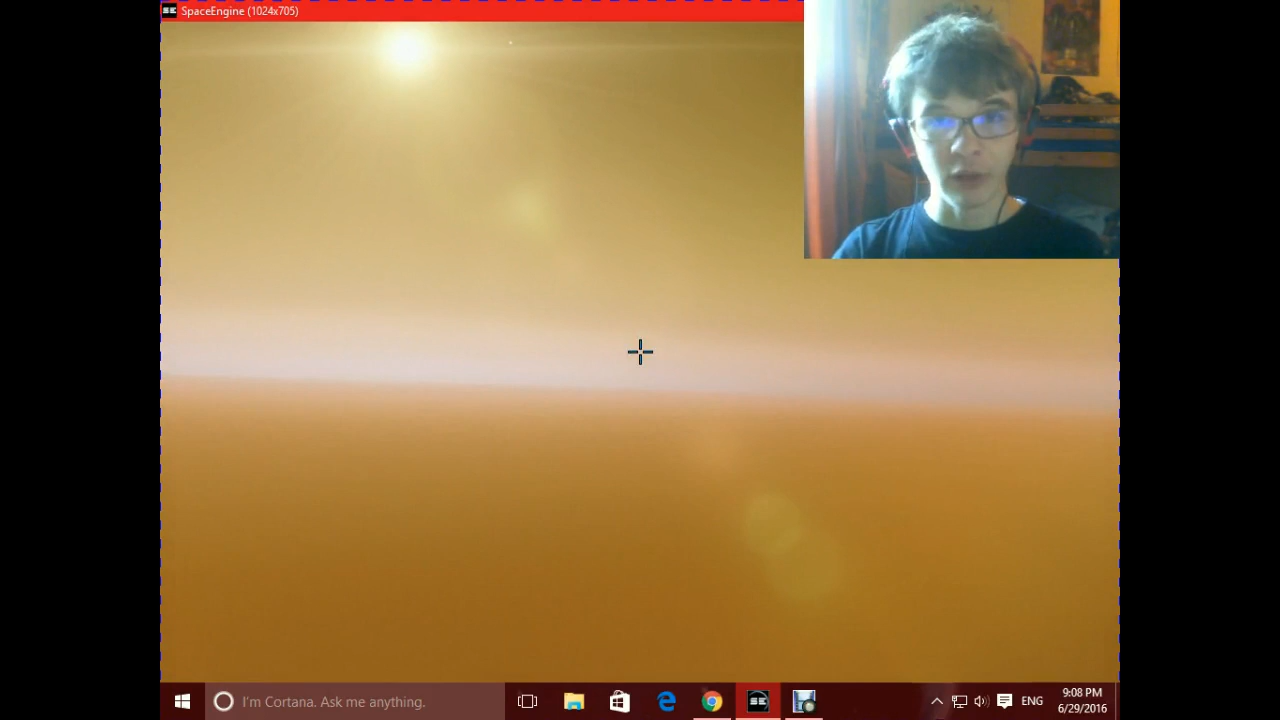 SpaceEngine (1024x705)
I'm Cortana. Ask me anything.
ENG
9:08 PM
6/29/2016